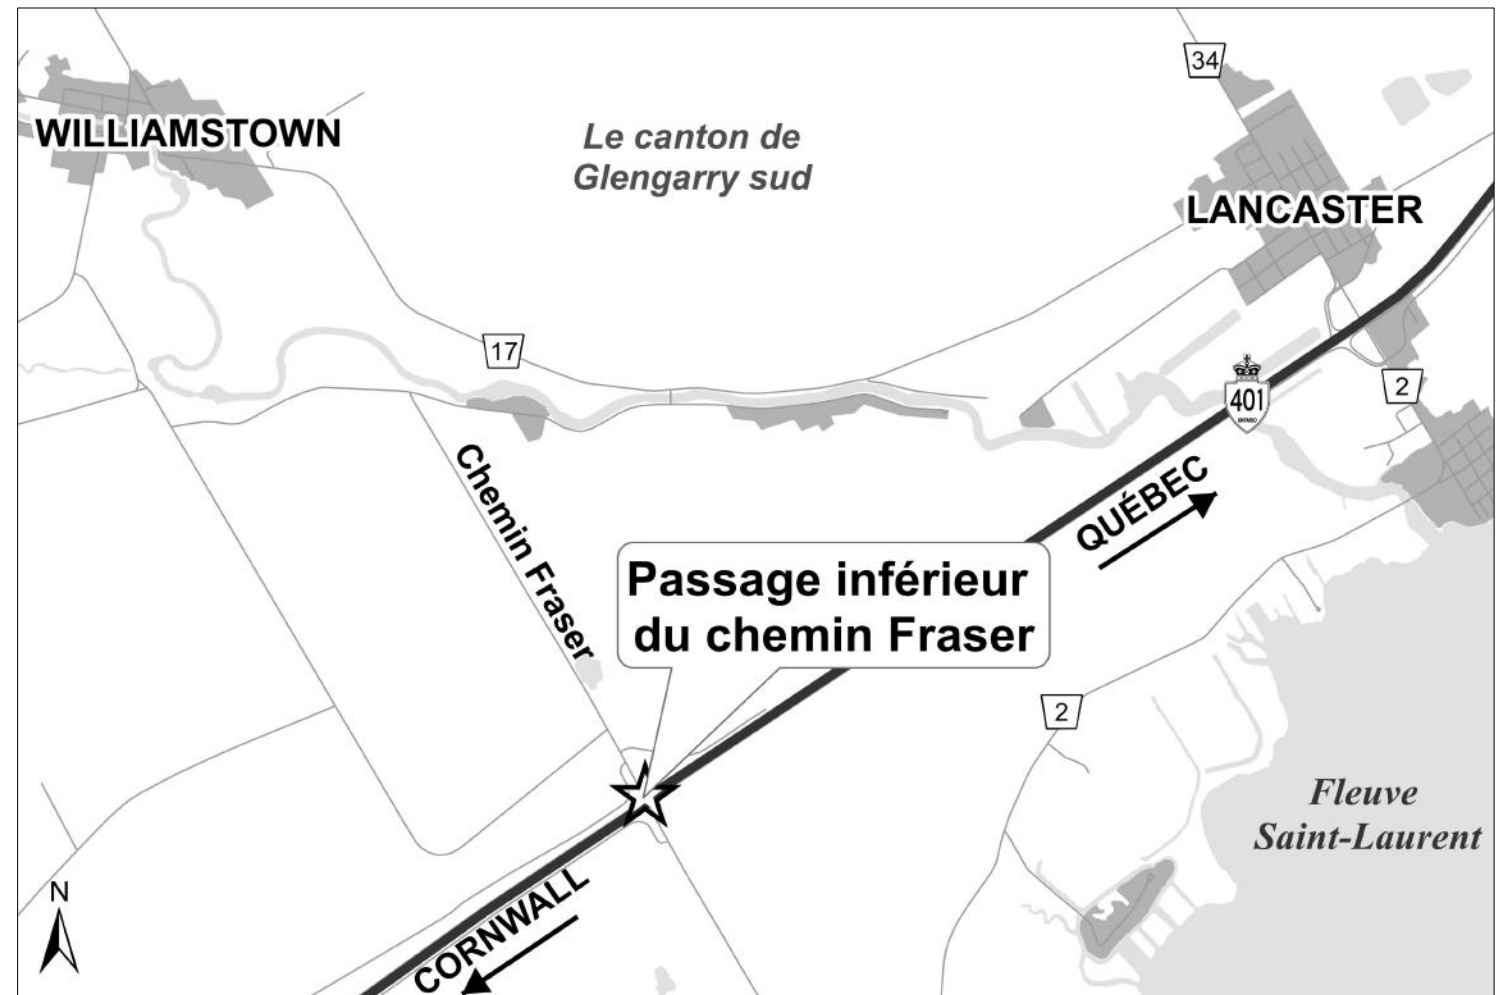 34
WILLIAMSTOWN
Le canton de
Glengarry sud
LANCASTER
17
2
401
ONTARIO
Chemin Fraser
QUÉBEC
Passage inférieur
du chemin Fraser
2
Fleuve
Saint-Laurent
N
CORNWALL